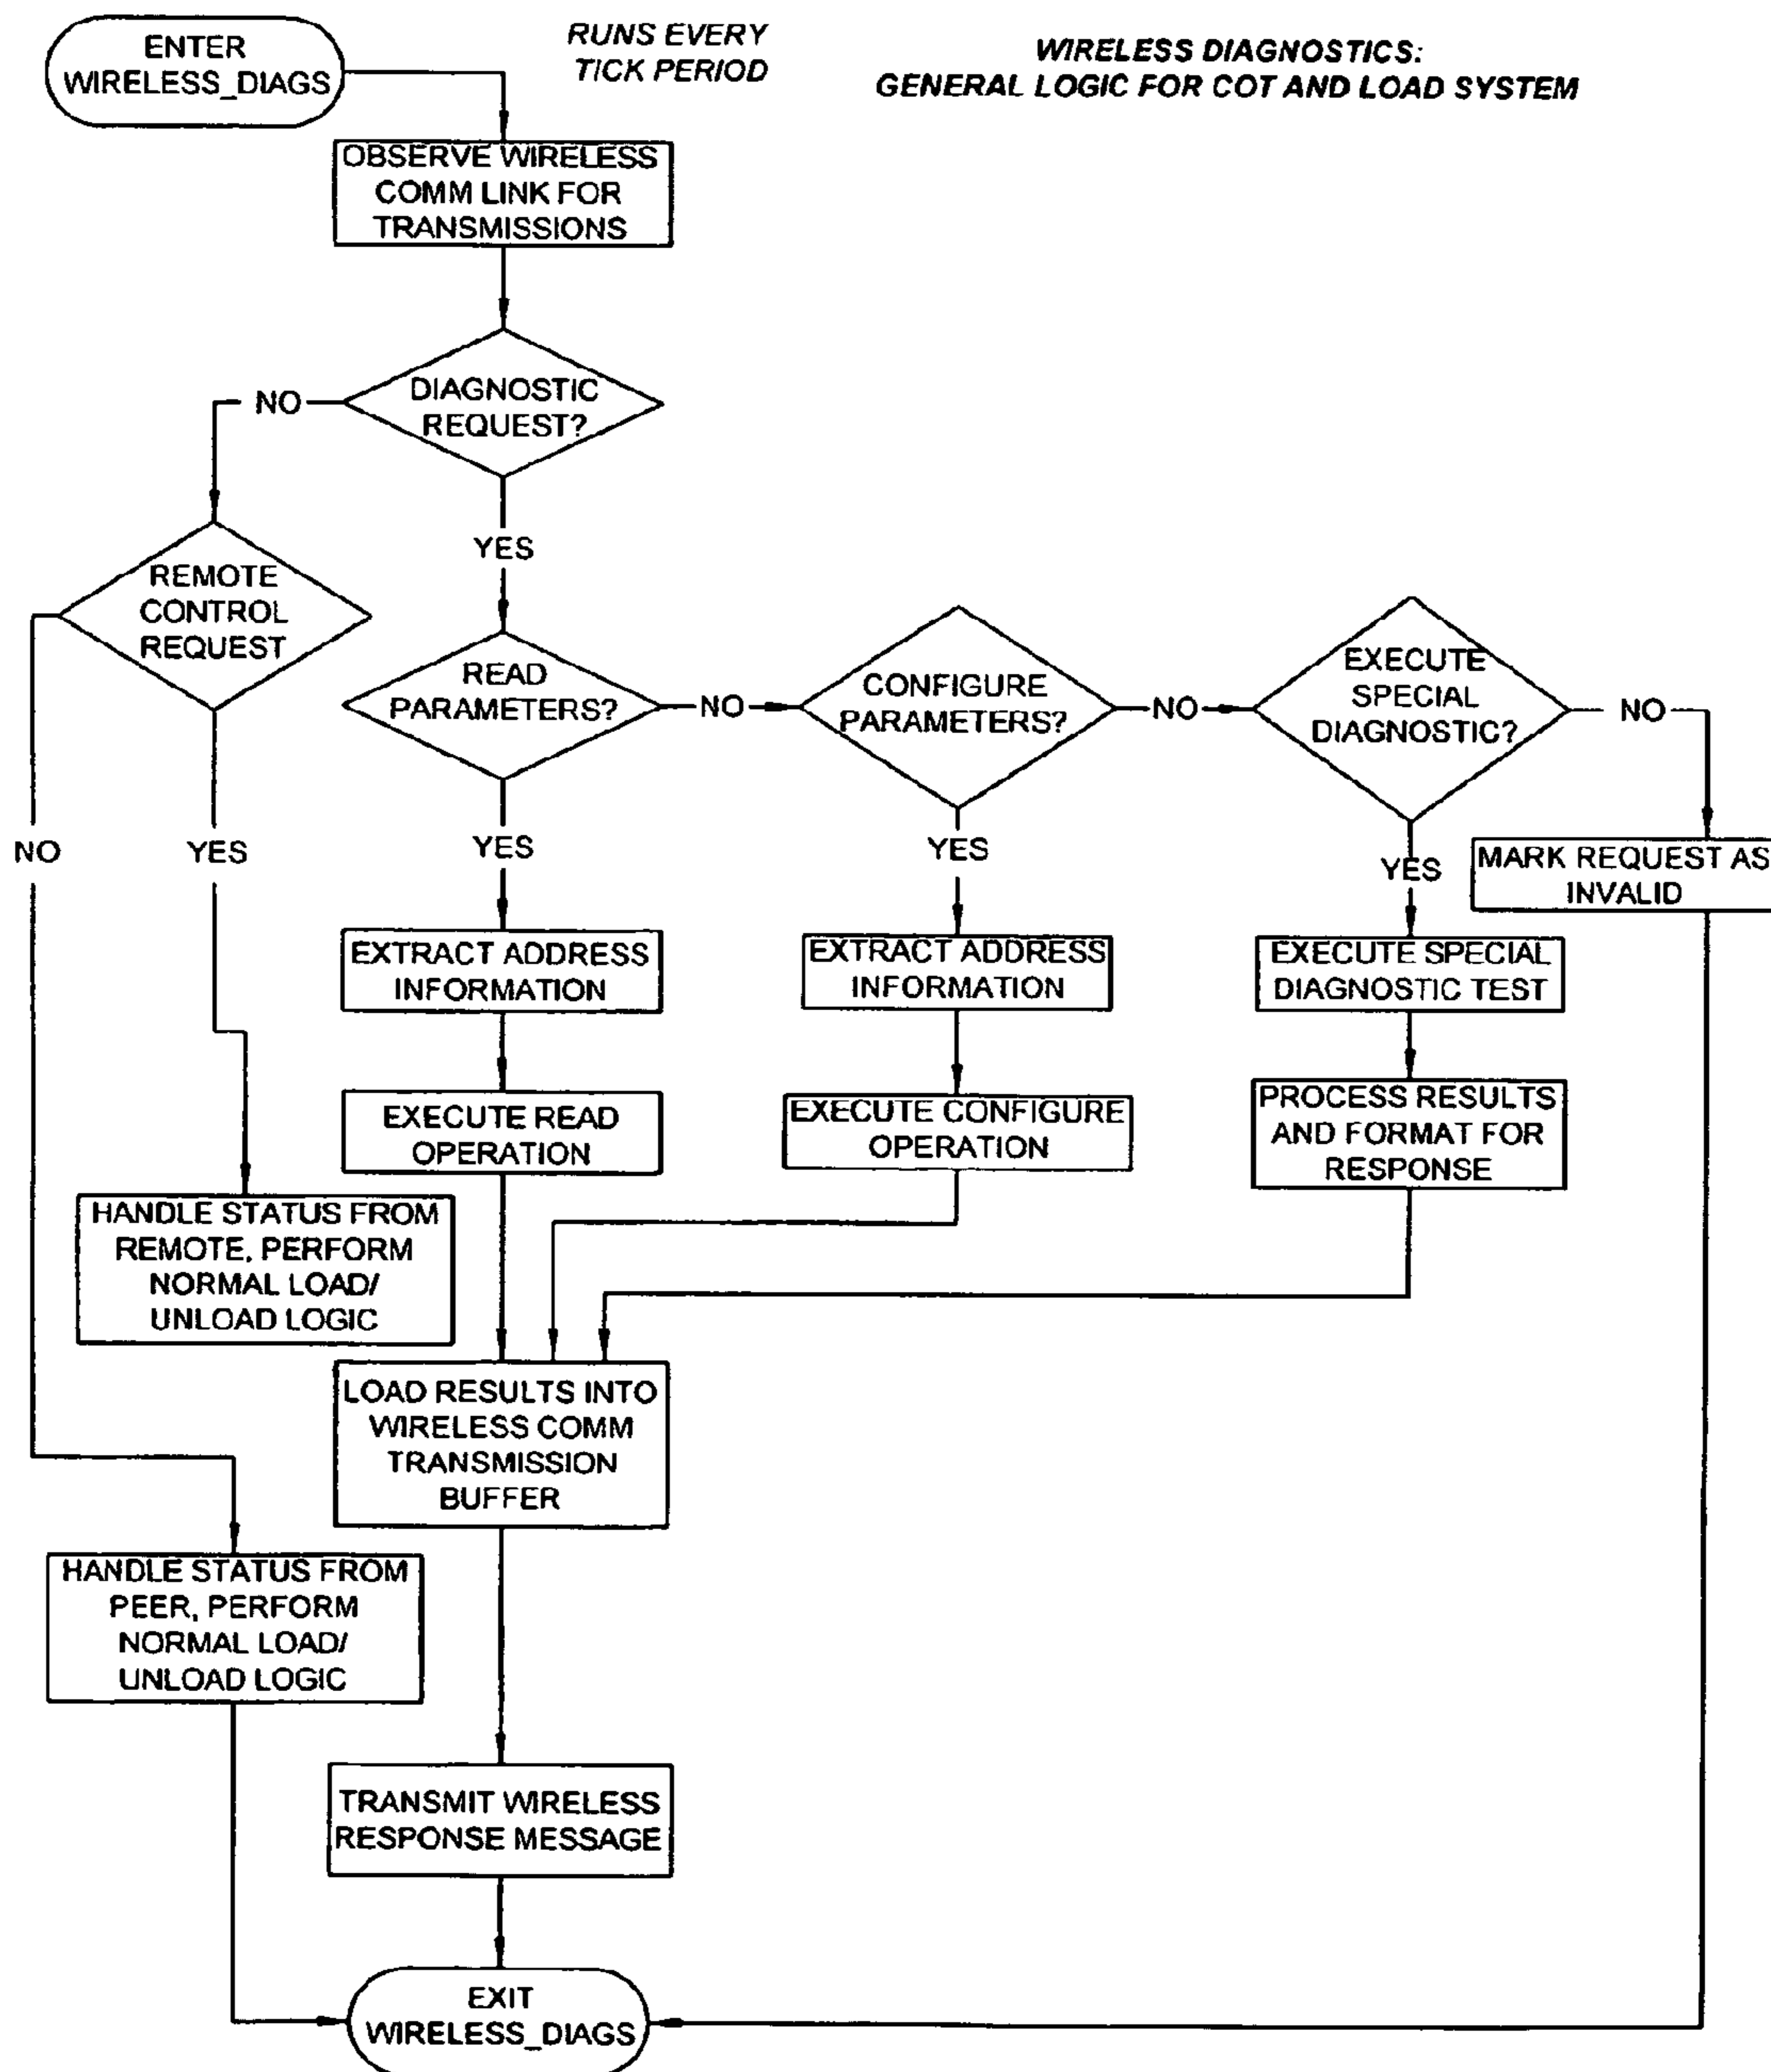 ENTER
WIRELESS_DIAGS
RUNS EVERY
TICK PERIOD
WIRELESS DIAGNOSTICS:
GENERAL LOGIC FOR COT AND LOAD SYSTEM
OBSERVE WIRELESS
COMM LINK FOR
TRANSMISSIONS
DIAGNOSTIC
REQUEST?
NO
YES
REMOTE
CONTROL
REQUEST
NO
YES
READ
PARAMETERS?
NO
YES
CONFIGURE
PARAMETERS?
NO
YES
EXECUTE
SPECIAL
DIAGNOSTIC?
NO
YES
MARK REQUEST AS
INVALID
EXTRACT ADDRESS
INFORMATION
EXTRACT ADDRESS
INFORMATION
EXECUTE SPECIAL
DIAGNOSTIC TEST
EXECUTE READ
OPERATION
EXECUTE CONFIGURE
OPERATION
PROCESS RESULTS
AND FORMAT FOR
RESPONSE
HANDLE STATUS FROM
REMOTE, PERFORM
NORMAL LOAD/
UNLOAD LOGIC
LOAD RESULTS INTO
WIRELESS COMM
TRANSMISSION
BUFFER
HANDLE STATUS FROM
PEER, PERFORM
NORMAL LOAD/
UNLOAD LOGIC
TRANSMIT WIRELESS
RESPONSE MESSAGE
EXIT
WIRELESS_DIAGS